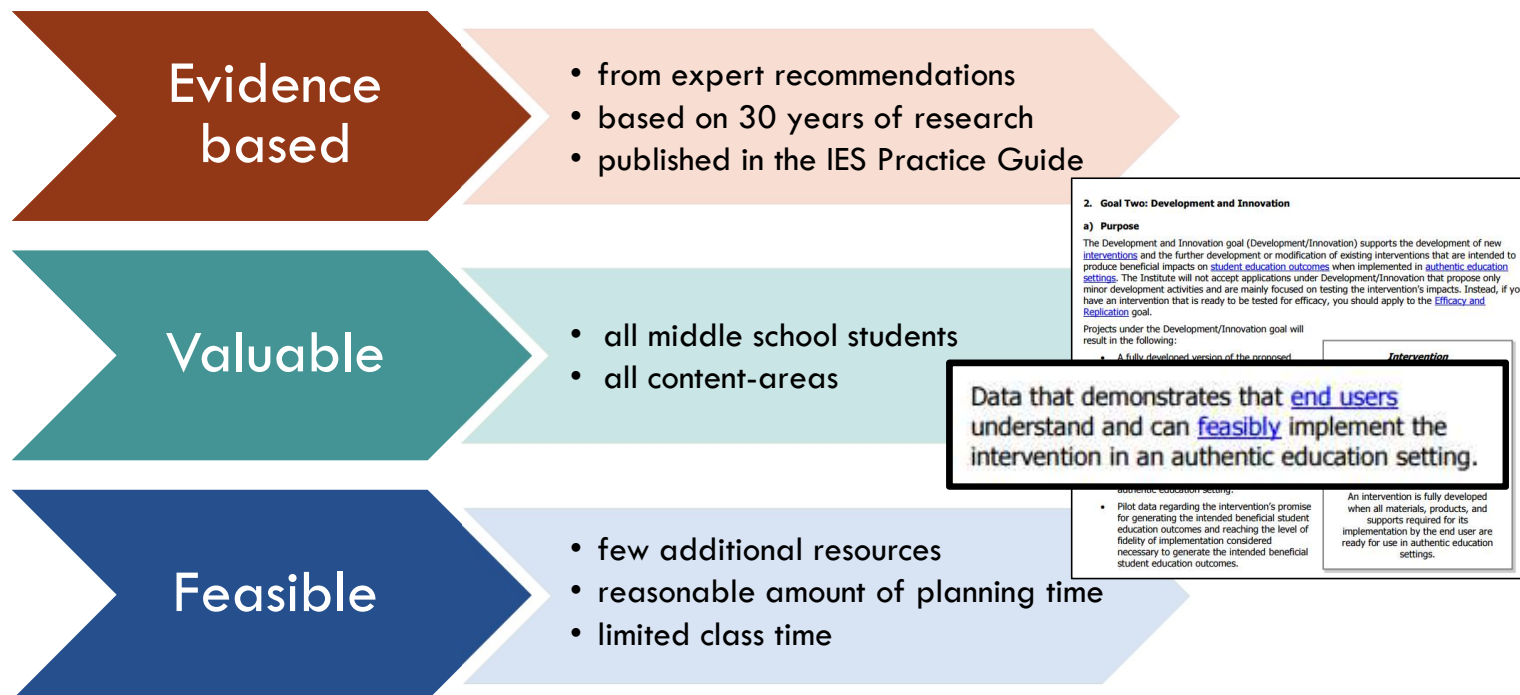 Evidence
based
• from expert recommendations
• based on 30 years of research
• published in the IES Practice Guide
Valuable
• all middle school students
• all content-areas
Feasible
• few additional resources
• reasonable amount of planning time
• limited class time
2. Goal Two: Development and Innovation
a) Purpose
The Development and Innovation goal (Development/Innovation) supports the development of new
interventions and the further development or modification of existing interventions that are intended to
produce beneficial impacts on student education outcomes when implemented in authentic education
settings. The Institute will not accept applications under Development/Innovation that propose only
minor development activities and are mainly focused on testing the intervention's impacts. Instead, if yo
have an intervention that is ready to be tested for efficacy, you should apply to the Efficacy and
Replication goal.
Projects under the Development/Innovation goal will
result in the following:
• A fully developed version of the proposed
Intervention
Data that demonstrates that end users
understand and can feasibly implement the
intervention in an authentic education setting.
authentic education setting.
• Pilot data regarding the intervention's promise
for generating the intended beneficial student
education outcomes and reaching the level of
fidelity of implementation considered
necessary to generate the intended beneficial
student education outcomes.
An intervention is fully developed
when all materials, products, and
supports required for its
implementation by the end user are
ready for use in authentic education
settings.